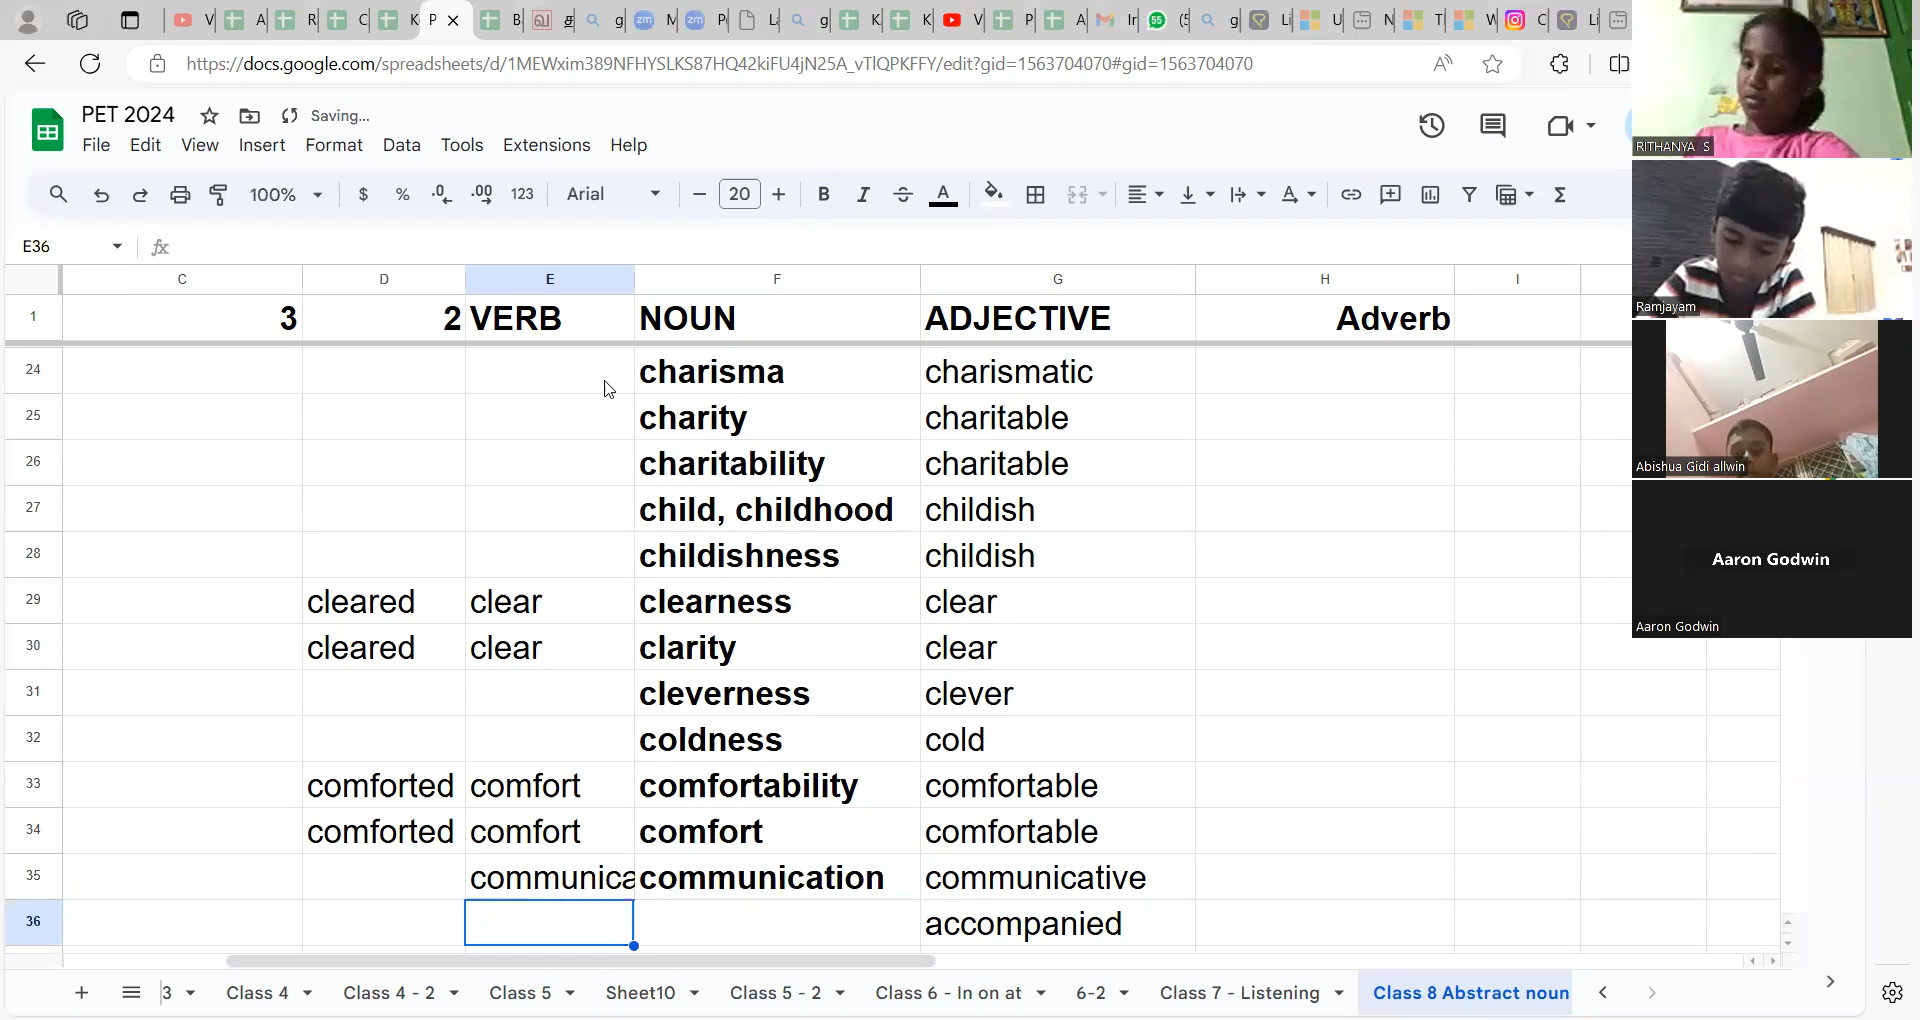 https://docs.google.com/spreadsheets/d/1MEWxim389NFHYSLKS87HQ42kiFU4jN25A_vTlQPKFFY/edit?gid=1563704070#gid=1563704070
PET 2024 Saving...
File Edit View Insert Format Data Tools Extensions Help
100% $ % .0 .00 123 Arial 20 B I A
E36 fx
C D E F G H I
1 3 2 VERB NOUN ADJECTIVE Adverb
24 charisma charismatic
25 charity charitable
26 charitability charitable
27 child, childhood childish
28 childishness childish
29 cleared clear clearness clear
30 cleared clear clarity clear
31 cleverness clever
32 coldness cold
33 comforted comfort comfortability comfortable
34 comforted comfort comfort comfortable
35 communica communication communicative
36 accompanied
3 Class 4 Class 4 - 2 Class 5 Sheet10 Class 5 - 2 Class 6 - In on at 6-2 Class 7 - Listening Class 8 Abstract noun
RITHANYA S
Ramjayam
Abishua Gidi allwin
Aaron Godwin
Aaron Godwin